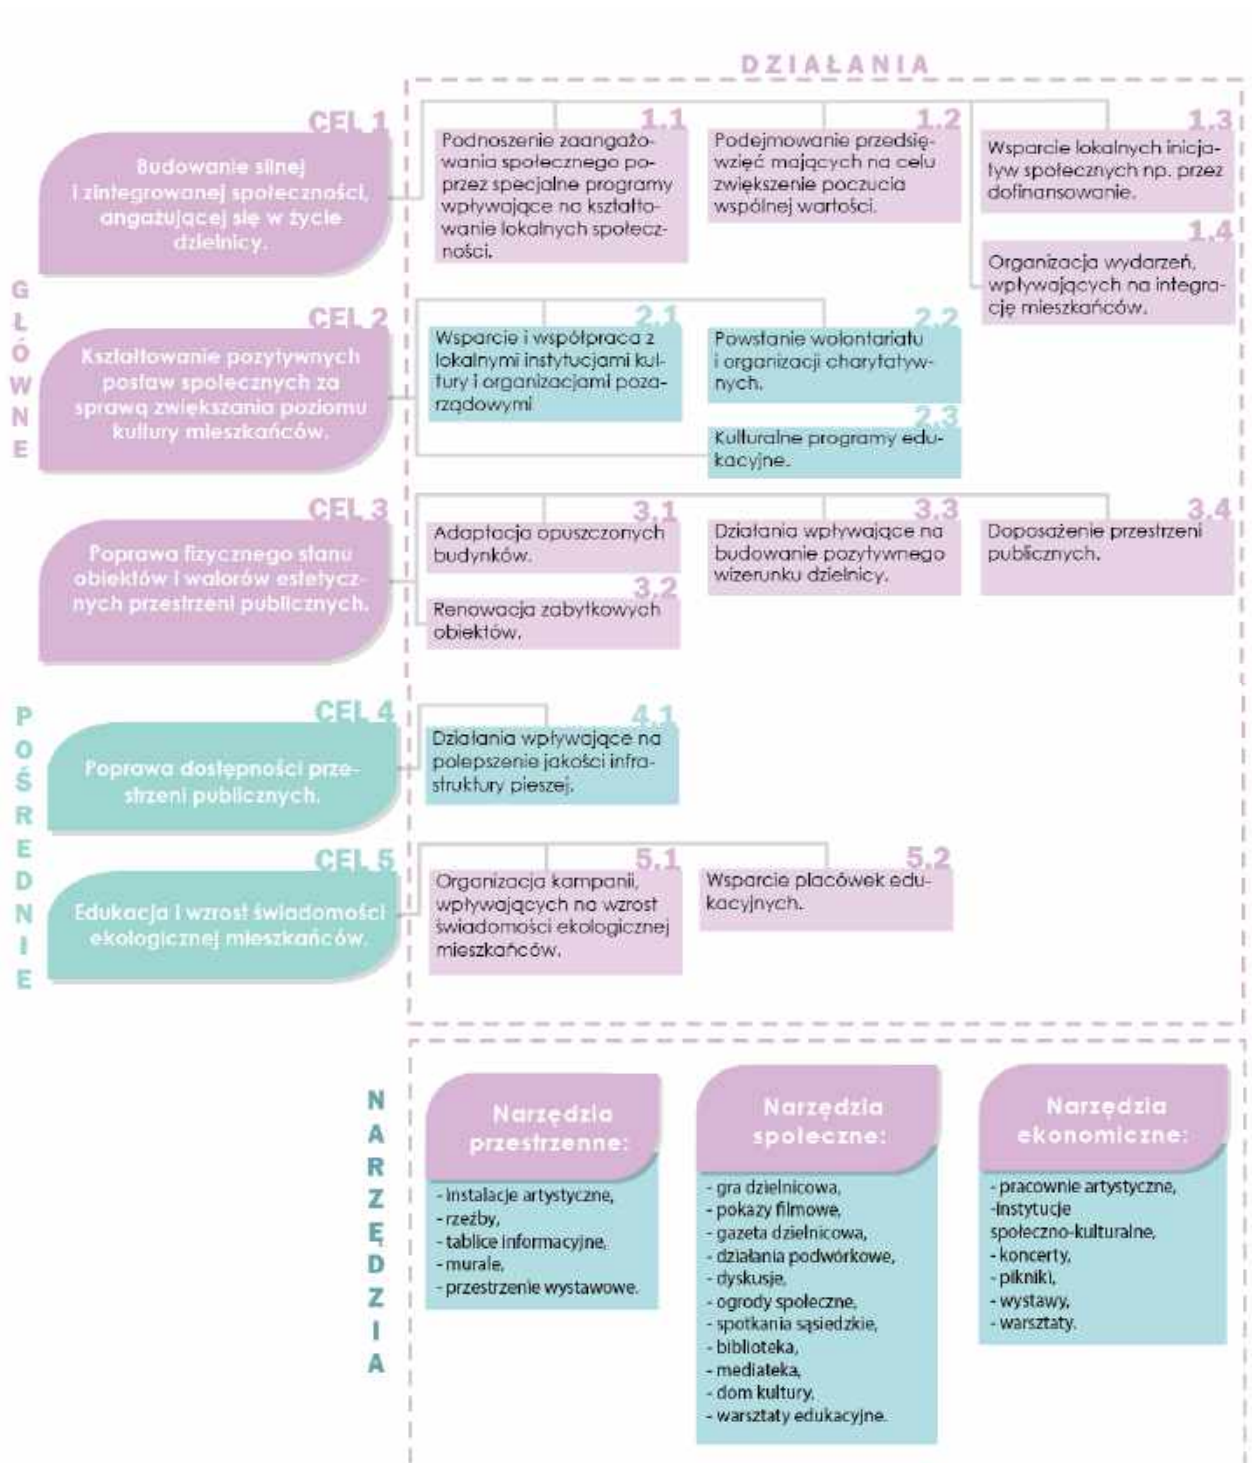 DZIAŁANIA
GŁÓWNE
CEL 1
Budowanie silnej
i zintegrowanej społeczności,
angażującej się w życie
dzielnicy.
1.1
Podnoszenie zaangażo-
wania społecznego po-
przez specjalne programy
wpływające na kształto-
wanie lokalnych społecz-
ności.
1.2
Podejmowanie przedsię-
wzięć mających na celu
zwiększenie poczucia
wspólnej wartości.
1.3
Wsparcie lokalnych inicja-
tyw społecznych np. przez
dofinansowanie.
1.4
Organizacja wydarzeń,
wpływających na integra-
cję mieszkańców.
CEL 2
Kształtowanie pozytywnych
postaw społecznych za
sprawą zwiększania poziomu
kultury mieszkańców.
2.1
Wsparcie i współpraca z
lokalnymi instytucjami kul-
tury i organizacjami poza-
rządowymi
2.2
Powstanie wolontariatu
i organizacji charytatyw-
nych.
2.3
Kulturalne programy edu-
kacyjne.
CEL 3
Poprawa fizycznego stanu
obiektów i walorów estetycz-
nych przestrzeni publicznych.
3.1
Adaptacja opuszczonych
budynków.
3.2
Renowacja zabytkowych
obiektów.
3.3
Działania wpływające na
budowanie pozytywnego
wizerunku dzielnicy.
3.4
Doposażenie przestrzeni
publicznych.
POŚREDNIE
CEL 4
Poprawa dostępności prze-
strzeni publicznych.
4.1
Działania wpływające na
polepszenie jakości infra-
struktury pieszej.
CEL 5
Edukacja i wzrost świadomości
ekologicznej mieszkańców.
5.1
Organizacja kampanii,
wpływających na wzrost
świadomości ekologicznej
mieszkańców.
5.2
Wsparcie placówek edu-
kacyjnych.
NARZĘDZIA
Narzędzia
przestrzenne:
- instalacje artystyczne,
- rzeźby,
- tablice informacyjne,
- murale,
- przestrzenie wystawowe.
Narzędzia
społeczne:
- gra dzielnicowa,
- pokazy filmowe,
- gazeta dzielnicowa,
- działania podwórkowe,
- dyskusje,
- ogrody społeczne,
- spotkania sąsiedzkie,
- biblioteka,
- mediateka,
- dom kultury,
- warsztaty edukacyjne.
Narzędzia
ekonomiczne:
- pracownie artystyczne,
-instytucje
społeczno-kulturalne,
- koncerty,
- pikniki,
- wystawy,
- warsztaty.